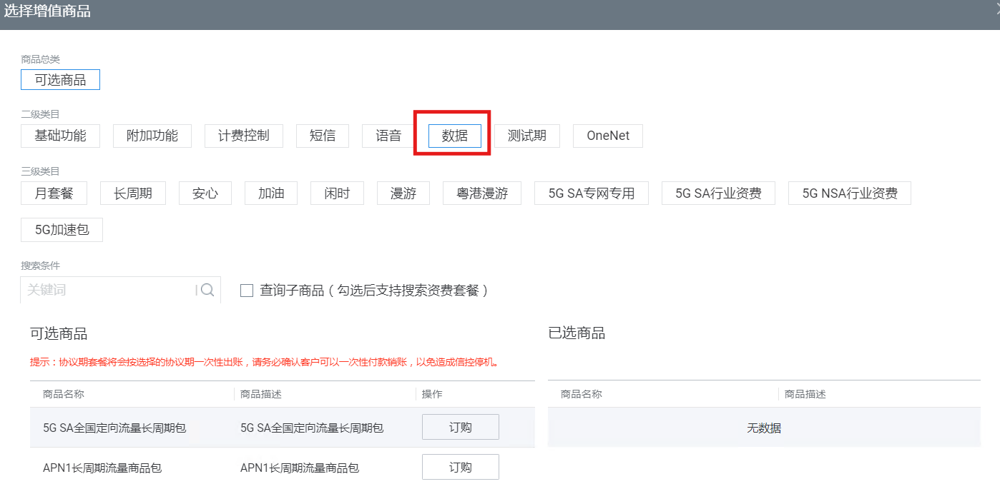 选择增值商品
商品总类
可选商品
二级类目
基础功能 附加功能 计费控制 短信 语音 数据 测试期 OneNet
三级类目
月套餐 长周期 安心 加油 闲时 漫游 粤港漫游 5G SA专网专用 5G SA行业资费 5G NSA行业资费
5G加速包
搜索条件
关键词 查询子商品（勾选后支持搜索资费套餐）
可选商品 已选商品
提示：协议期套餐将会按选择的协议期一次性出账，请务必确认客户可以一次性付款销账，以免造成信控停机。
商品名称 商品描述 操作 商品名称 商品描述
5G SA全国定向流量长周期包 5G SA全国定向流量长周期包 订购 无数据
APN1长周期流量商品包 APN1长周期流量商品包 订购